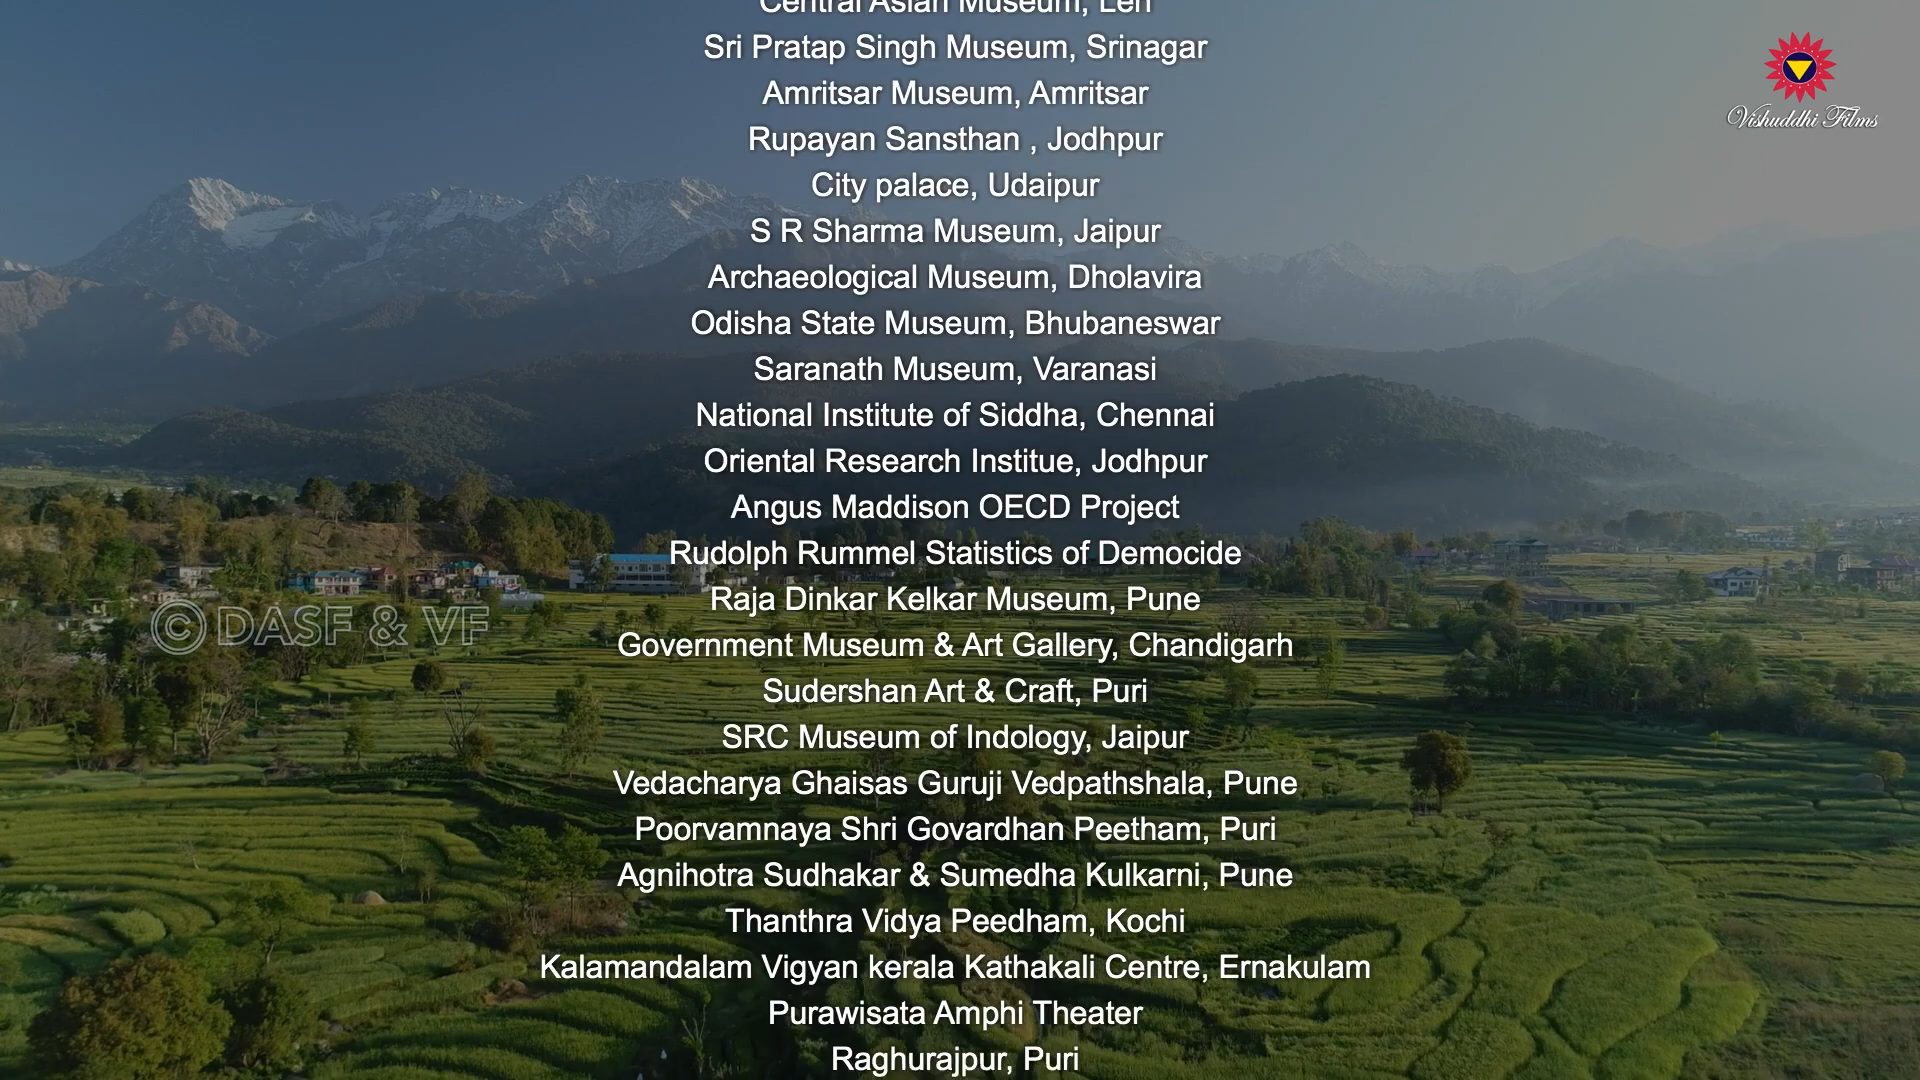 Central Asian Museum, Leh
Sri Pratap Singh Museum, Srinagar
Amritsar Museum, Amritsar
Rupayan Sansthan , Jodhpur
City palace, Udaipur
S R Sharma Museum, Jaipur
Archaeological Museum, Dholavira
Odisha State Museum, Bhubaneswar
Saranath Museum, Varanasi
National Institute of Siddha, Chennai
Oriental Research Institue, Jodhpur
Angus Maddison OECD Project
Rudolph Rummel Statistics of Democide
Raja Dinkar Kelkar Museum, Pune
Government Museum & Art Gallery, Chandigarh
Sudershan Art & Craft, Puri
SRC Museum of Indology, Jaipur
Vedacharya Ghaisas Guruji Vedpathshala, Pune
Poorvamnaya Shri Govardhan Peetham, Puri
Agnihotra Sudhakar & Sumedha Kulkarni, Pune
Thanthra Vidya Peedham, Kochi
Kalamandalam Vigyan kerala Kathakali Centre, Ernakulam
Purawisata Amphi Theater
Raghurajpur, Puri
Vishuddhi Films
© DASF & VF